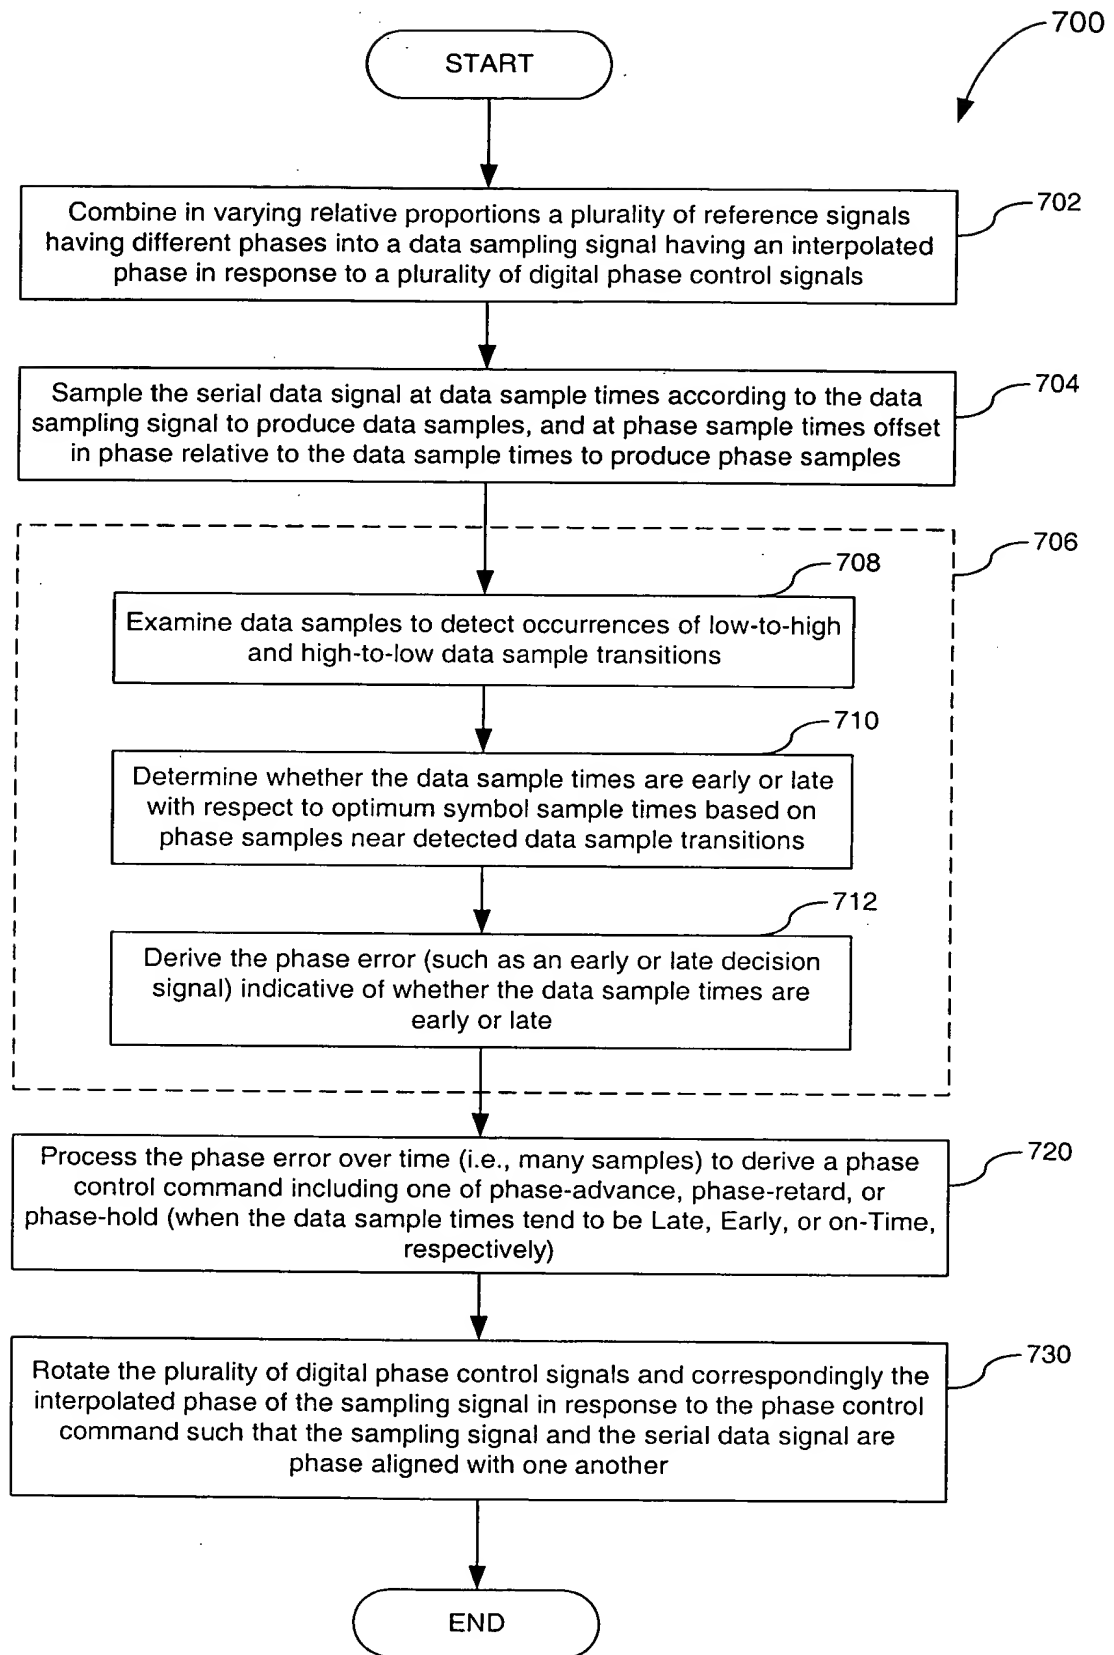 700
START
702
Combine in varying relative proportions a plurality of reference signals
having different phases into a data sampling signal having an interpolated
phase in response to a plurality of digital phase control signals
704
Sample the serial data signal at data sample times according to the data
sampling signal to produce data samples, and at phase sample times offset
in phase relative to the data sample times to produce phase samples
706
708
Examine data samples to detect occurrences of low-to-high
and high-to-low data sample transitions
710
Determine whether the data sample times are early or late
with respect to optimum symbol sample times based on
phase samples near detected data sample transitions
712
Derive the phase error (such as an early or late decision
signal) indicative of whether the data sample times are
early or late
720
Process the phase error over time (i.e., many samples) to derive a phase
control command including one of phase-advance, phase-retard, or
phase-hold (when the data sample times tend to be Late, Early, or on-Time,
respectively)
730
Rotate the plurality of digital phase control signals and correspondingly the
interpolated phase of the sampling signal in response to the phase control
command such that the sampling signal and the serial data signal are
phase aligned with one another
END